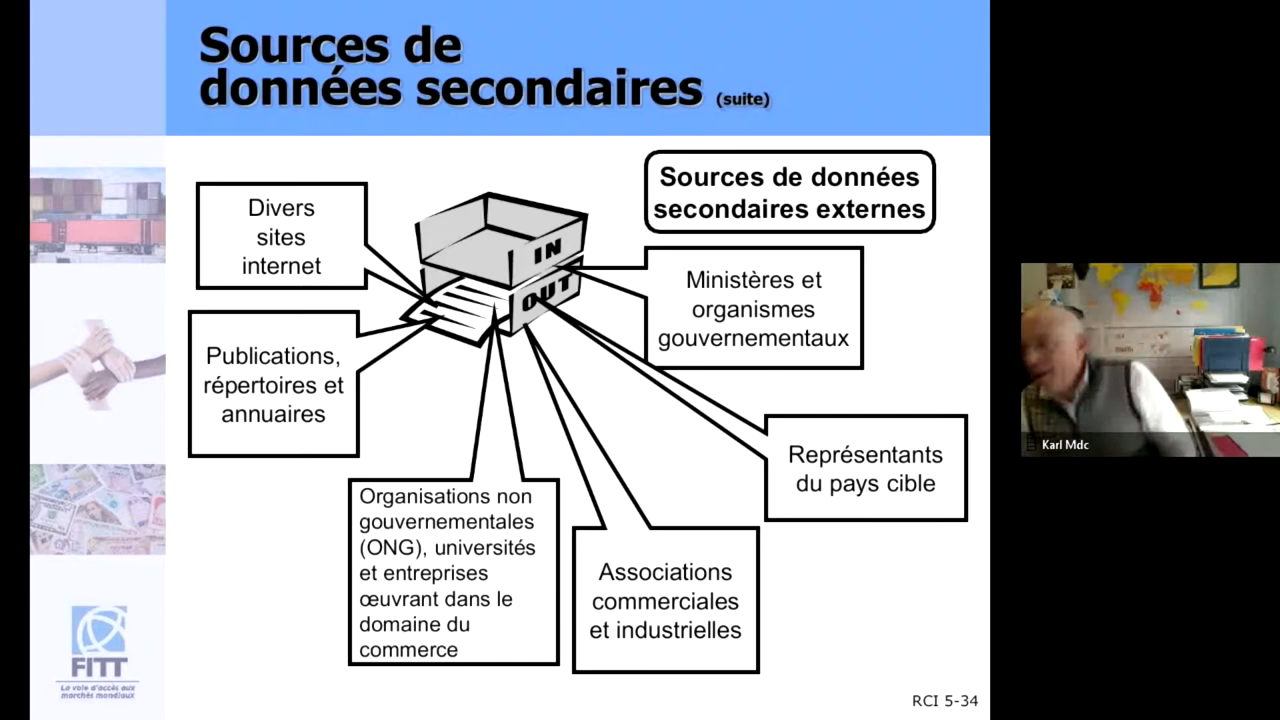 Sources de
données secondaires (suite)
Sources de données
secondaires externes
Divers
sites
internet
IN
OUT
Ministères et
organismes
gouvernementaux
Publications,
répertoires et
annuaires
Représentants
du pays cible
Organisations non
gouvernementales
(ONG), universités
et entreprises
œuvrant dans le
domaine du
commerce
Associations
commerciales
et industrielles
FITT
La voie d'accès aux
marchés mondiaux
RCI 5-34
Karl Mdc